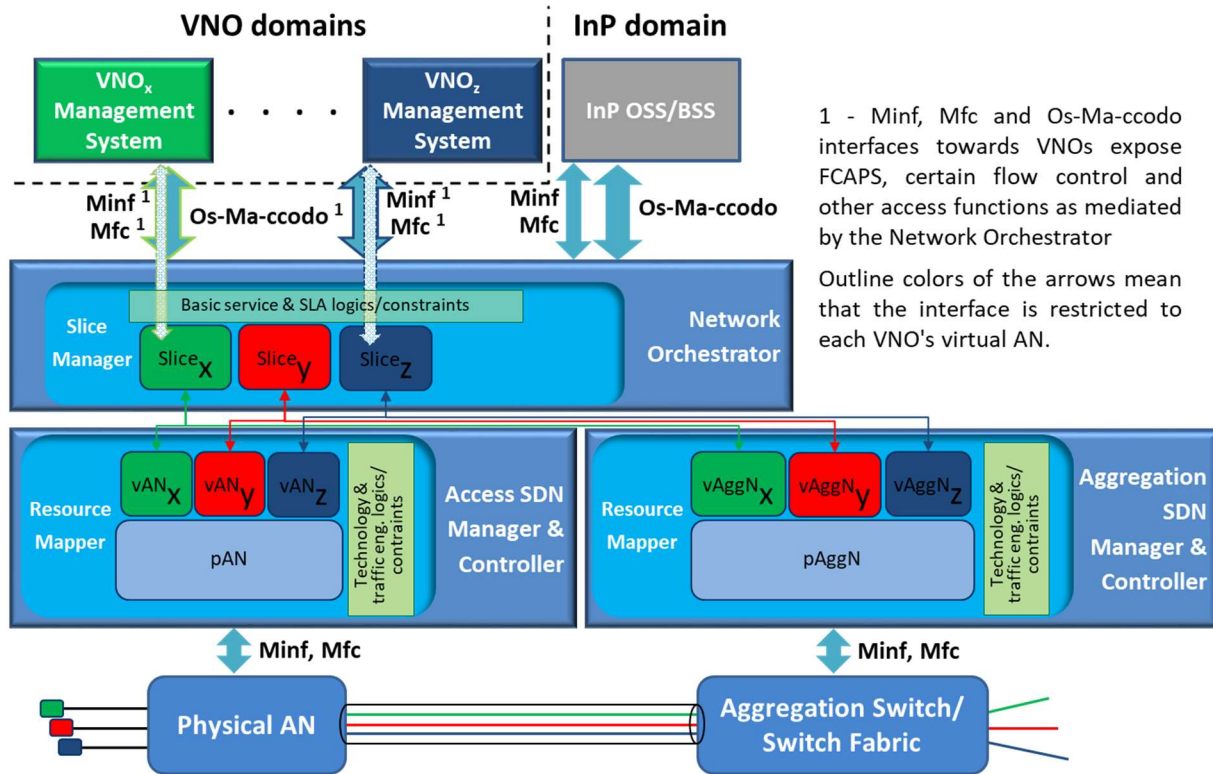 VNO domains
InP domain
VNOx
Management
System
. . . .
VNOz
Management
System
InP OSS/BSS
1 - Minf, Mfc and Os-Ma-ccodo
interfaces towards VNOs expose
FCAPS, certain flow control and
other access functions as mediated
by the Network Orchestrator
Outline colors of the arrows mean
that the interface is restricted to
each VNO's virtual AN.
Minf 1
Mfc 1
Os-Ma-ccodo 1
Minf 1
Mfc 1
Minf
Mfc
Os-Ma-ccodo
Basic service & SLA logics/constraints
Slice
Manager
Slicex
Slicey
Slicez
Network
Orchestrator
Resource
Mapper
vANx
vANy
vANz
pAN
Technology &
traffic eng. logics/
contraints
Access SDN
Manager &
Controller
Resource
Mapper
vAggNx
vAggNy
vAggNz
pAggN
Technology &
traffic eng. logics/
contraints
Aggregation
SDN
Manager &
Controller
Minf, Mfc
Minf, Mfc
Physical AN
Aggregation Switch/
Switch Fabric